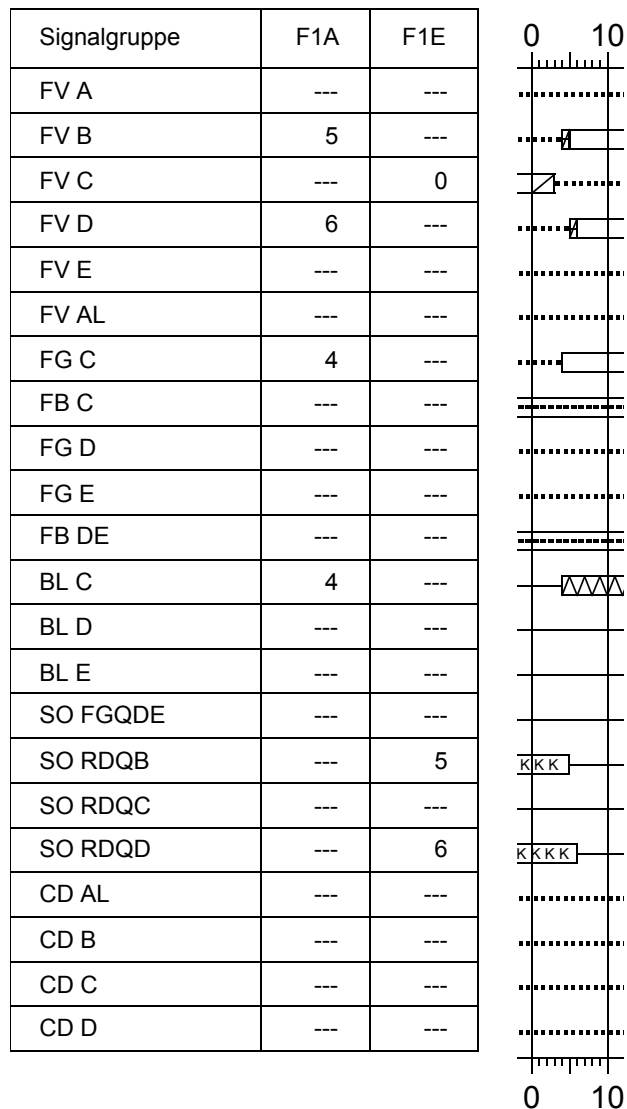 Signalgruppe F1A F1E 0 10
FV A --- ---
FV B 5 ---
FV C --- 0
FV D 6 ---
FV E --- ---
FV AL --- ---
FG C 4 ---
FB C --- ---
FG D --- ---
FG E --- ---
FB DE --- ---
BL C 4 ---
BL D --- ---
BL E --- ---
SO FGQDE --- ---
SO RDQB --- 5 K K K
SO RDQC --- ---
SO RDQD --- 6 K K K K
CD AL --- ---
CD B --- ---
CD C --- ---
CD D --- ---
0 10